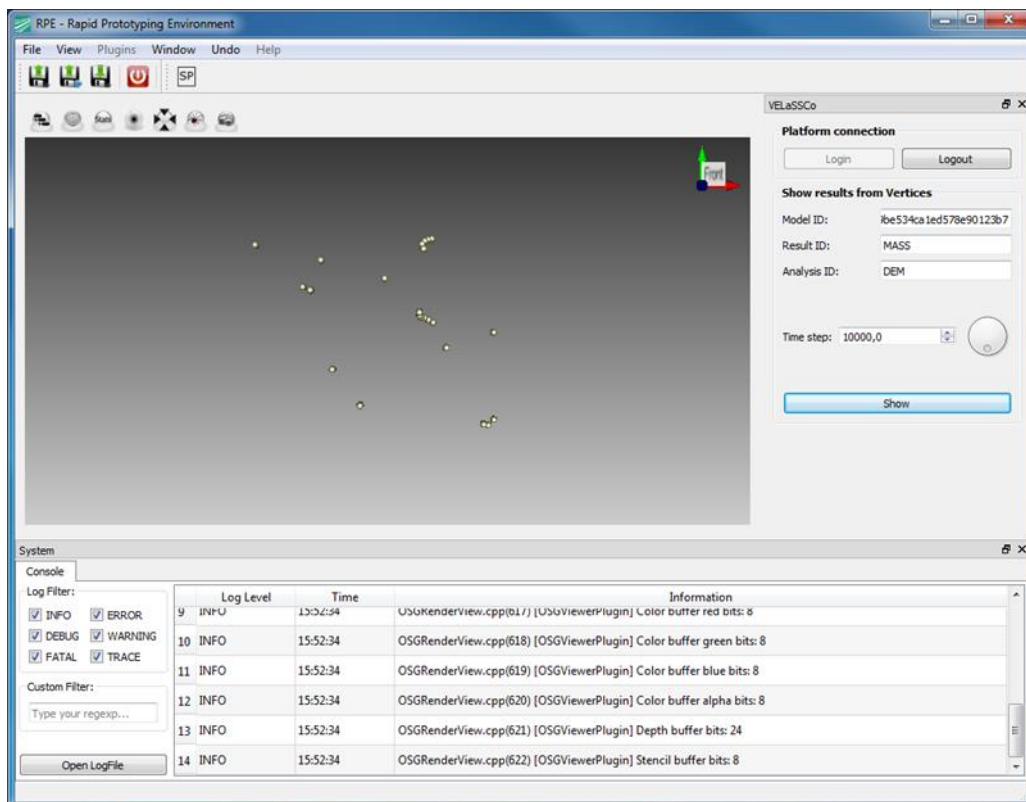 RPE - Rapid Prototyping Environment
File View Plugins Window Undo Help
SP
Front
VELaSSCo
Platform connection
Login Logout
Show results from Vertices
Model ID: be534ca1ed578e90123b7
Result ID: MASS
Analysis ID: DEM
Time step: 10000,0
Show
System
Console
Log Filter:
INFO ERROR
DEBUG WARNING
FATAL TRACE
Custom Filter:
Type your regexp...
Open LogFile
Log Level Time Information
9 INFO 15:52:34 OSGRenderView.cpp(617) [OSGViewerPlugin] Color buffer red bits: 8
10 INFO 15:52:34 OSGRenderView.cpp(618) [OSGViewerPlugin] Color buffer green bits: 8
11 INFO 15:52:34 OSGRenderView.cpp(619) [OSGViewerPlugin] Color buffer blue bits: 8
12 INFO 15:52:34 OSGRenderView.cpp(620) [OSGViewerPlugin] Color buffer alpha bits: 8
13 INFO 15:52:34 OSGRenderView.cpp(621) [OSGViewerPlugin] Depth buffer bits: 24
14 INFO 15:52:34 OSGRenderView.cpp(622) [OSGViewerPlugin] Stencil buffer bits: 8